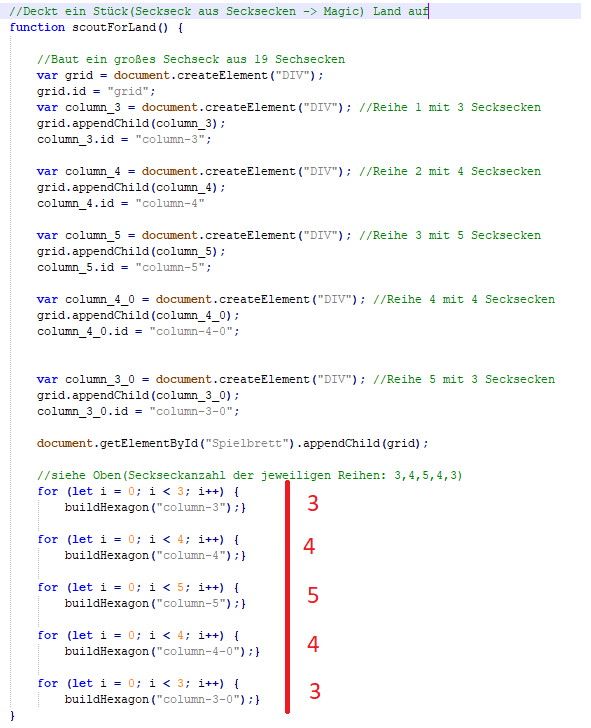 //Deckt ein Stück(Seckseck aus Secksecken -> Magic) Land auf
function scoutForLand() {
//Baut ein großes Sechseck aus 19 Sechsecken
var grid = document.createElement("DIV");
grid.id = "grid";
var column_3 = document.createElement("DIV"); //Reihe 1 mit 3 Secksecken
grid.appendChild(column_3);
column_3.id = "column-3";
var column_4 = document.createElement("DIV"); //Reihe 2 mit 4 Secksecken
grid.appendChild(column_4);
column_4.id = "column-4"
var column_5 = document.createElement("DIV"); //Reihe 3 mit 5 Secksecken
grid.appendChild(column_5);
column_5.id = "column-5";
var column_4_0 = document.createElement("DIV"); //Reihe 4 mit 4 Secksecken
grid.appendChild(column_4_0);
column_4_0.id = "column-4-0";
var column_3_0 = document.createElement("DIV"); //Reihe 5 mit 3 Secksecken
grid.appendChild(column_3_0);
column_3_0.id = "column-3-0";
document.getElementById("Spielbrett").appendChild(grid);
//siehe Oben(Seckseckanzahl der jeweiligen Reihen: 3,4,5,4,3)
for (let i = 0; i < 3; i++) {
buildHexagon("column-3");} 3
for (let i = 0; i < 4; i++) {
buildHexagon("column-4");} 4
for (let i = 0; i < 5; i++) {
buildHexagon("column-5");} 5
for (let i = 0; i < 4; i++) {
buildHexagon("column-4-0");} 4
for (let i = 0; i < 3; i++) {
buildHexagon("column-3-0");} 3
}